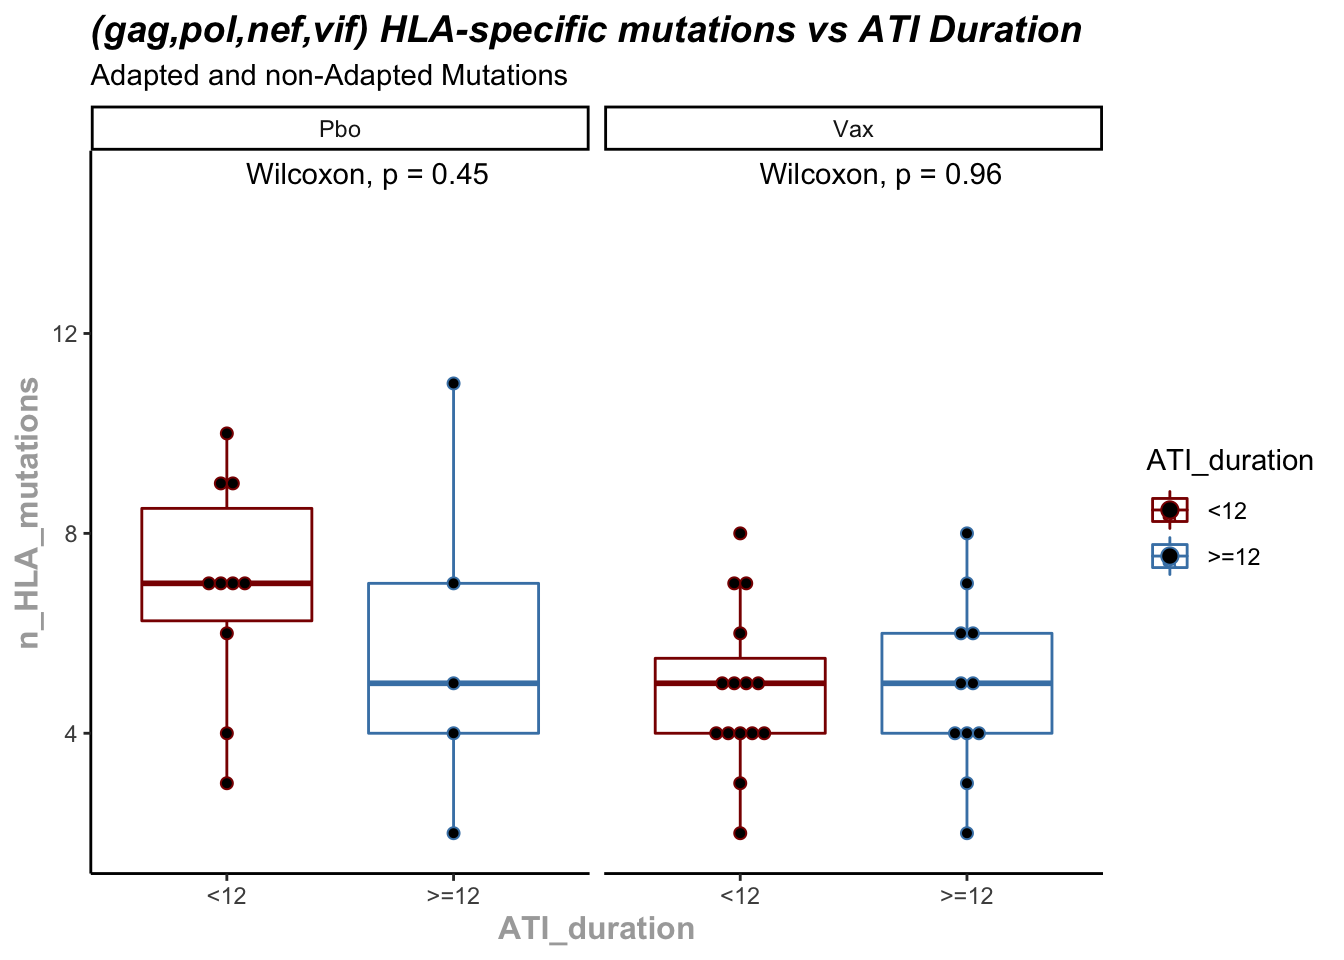 (gag,pol,nef,vif) HLA-specific mutations vs ATI Duration
Adapted and non-Adapted Mutations
Pbo
Vax
Wilcoxon, p = 0.45
Wilcoxon, p = 0.96
12
8
4
n_HLA_mutations
<12
>=12
<12
>=12
ATI_duration
ATI_duration
<12
>=12